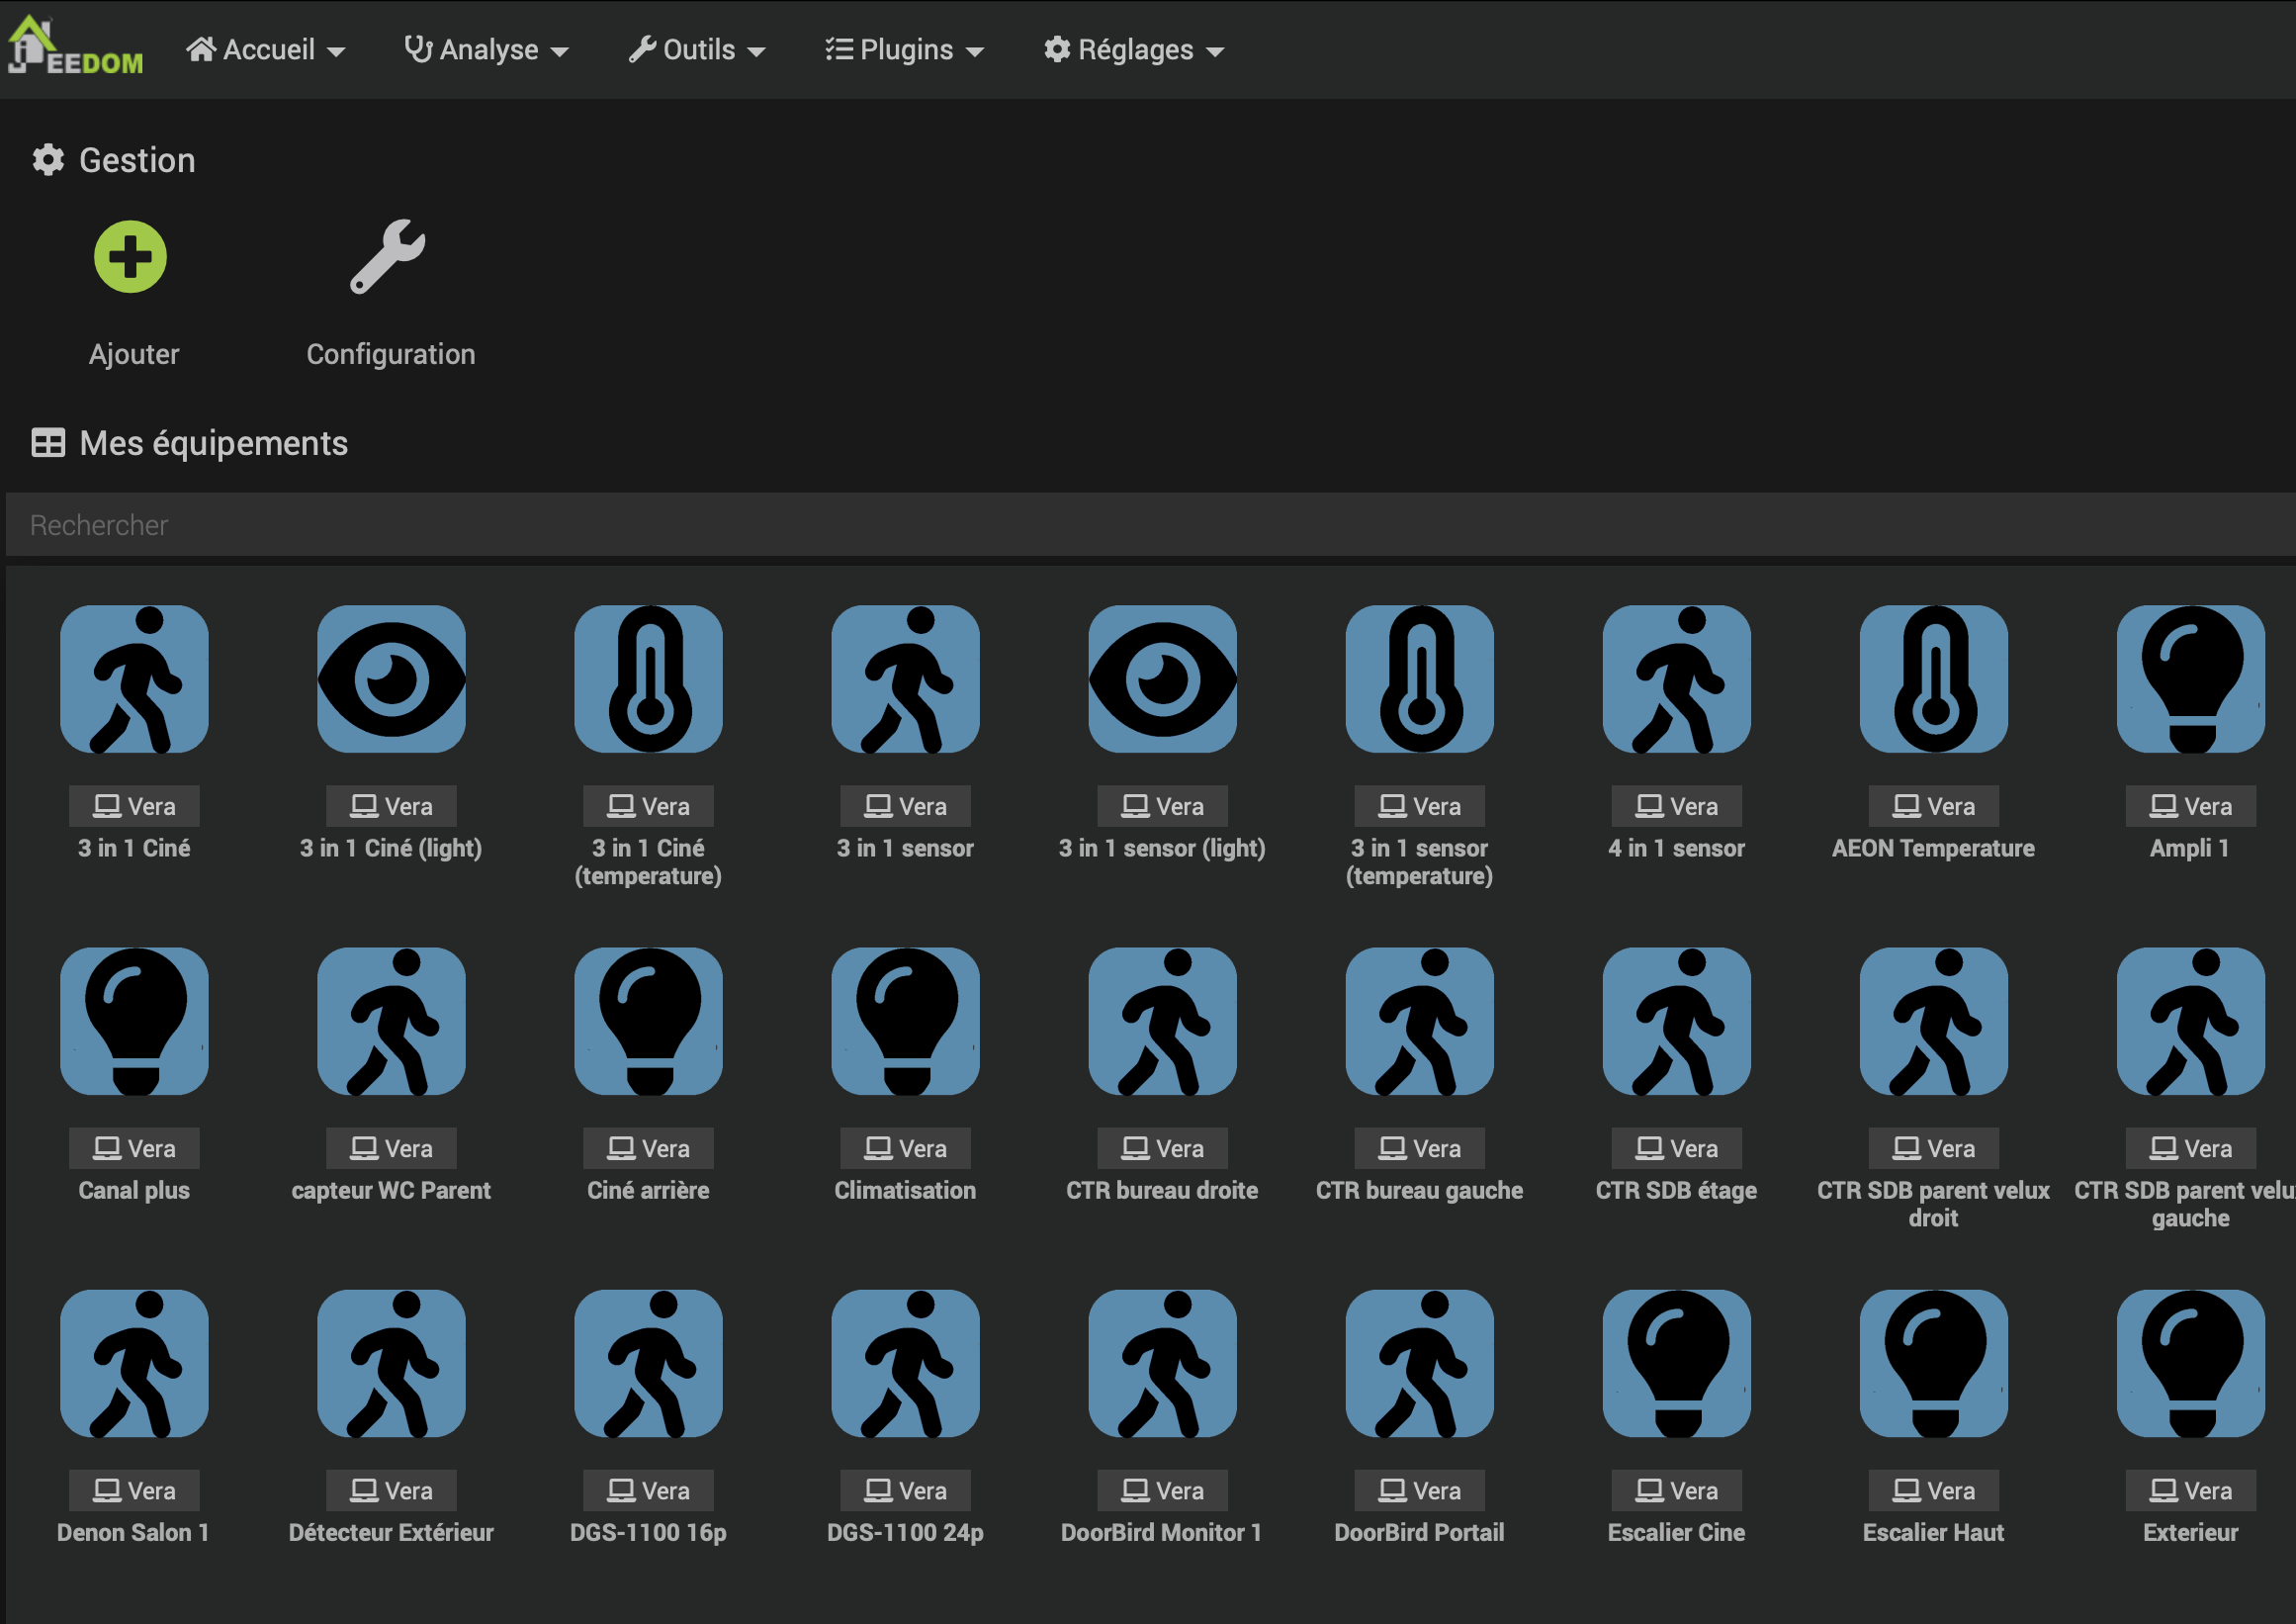 JEEDOM
Accueil
Analyse
Outils
Plugins
Réglages
Gestion
Ajouter
Configuration
Mes équipements
Rechercher
Vera
3 in 1 Ciné
Vera
3 in 1 Ciné (light)
Vera
3 in 1 Ciné
(temperature)
Vera
3 in 1 sensor
Vera
3 in 1 sensor (light)
Vera
3 in 1 sensor
(temperature)
Vera
4 in 1 sensor
Vera
AEON Temperature
Vera
Ampli 1
Vera
Canal plus
Vera
capteur WC Parent
Vera
Ciné arrière
Vera
Climatisation
Vera
CTR bureau droite
Vera
CTR bureau gauche
Vera
CTR SDB étage
Vera
CTR SDB parent velux
droit
Vera
CTR SDB parent velu
gauche
Vera
Denon Salon 1
Vera
Détecteur Extérieur
Vera
DGS-1100 16p
Vera
DGS-1100 24p
Vera
DoorBird Monitor 1
Vera
DoorBird Portail
Vera
Escalier Cine
Vera
Escalier Haut
Vera
Exterieur